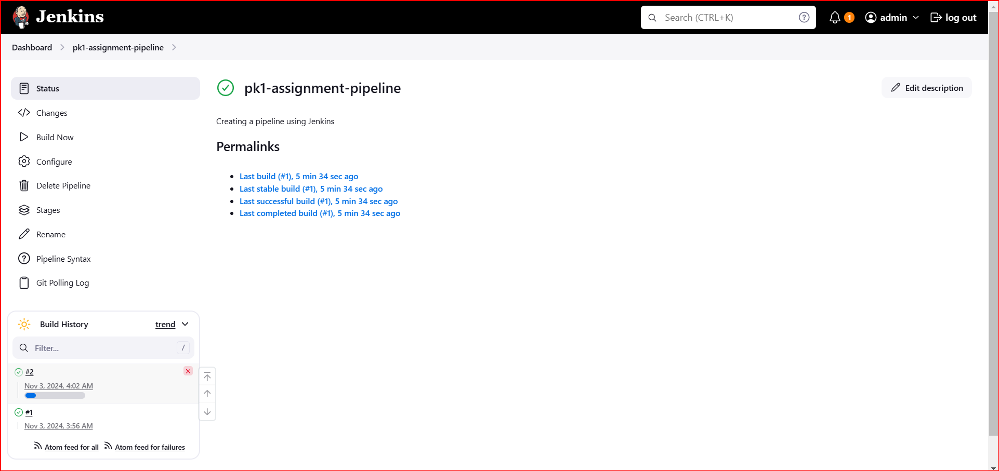 Jenkins
Search (CTRL+K)
1
admin
log out
Dashboard
pk1-assignment-pipeline
Status
Changes
Build Now
Configure
Delete Pipeline
Stages
Rename
Pipeline Syntax
Git Polling Log
Build History
trend
Filter...
/
#2
Nov 3, 2024, 4:02 AM
#1
Nov 3, 2024, 3:56 AM
Atom feed for all
Atom feed for failures
pk1-assignment-pipeline
Edit description
Creating a pipeline using Jenkins
Permalinks
Last build (#1), 5 min 34 sec ago
Last stable build (#1), 5 min 34 sec ago
Last successful build (#1), 5 min 34 sec ago
Last completed build (#1), 5 min 34 sec ago